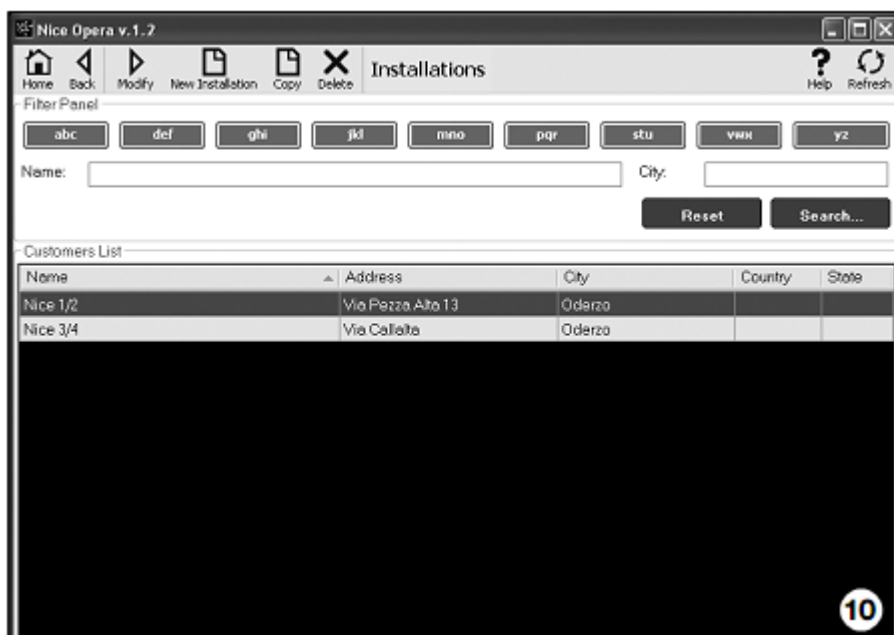 Nice Opera v.1.2
Home Back Modify New Installation Copy Delete Installations Help Refresh
Filter Panel
abc def ghi jkl mno pqr stu vwx yz
Name: City:
Reset Search...
Customers List
Name Address City Country State
Nice 1/2 Via Pezza Alta 13 Oderzo
Nice 3/4 Via Callalta Oderzo
10